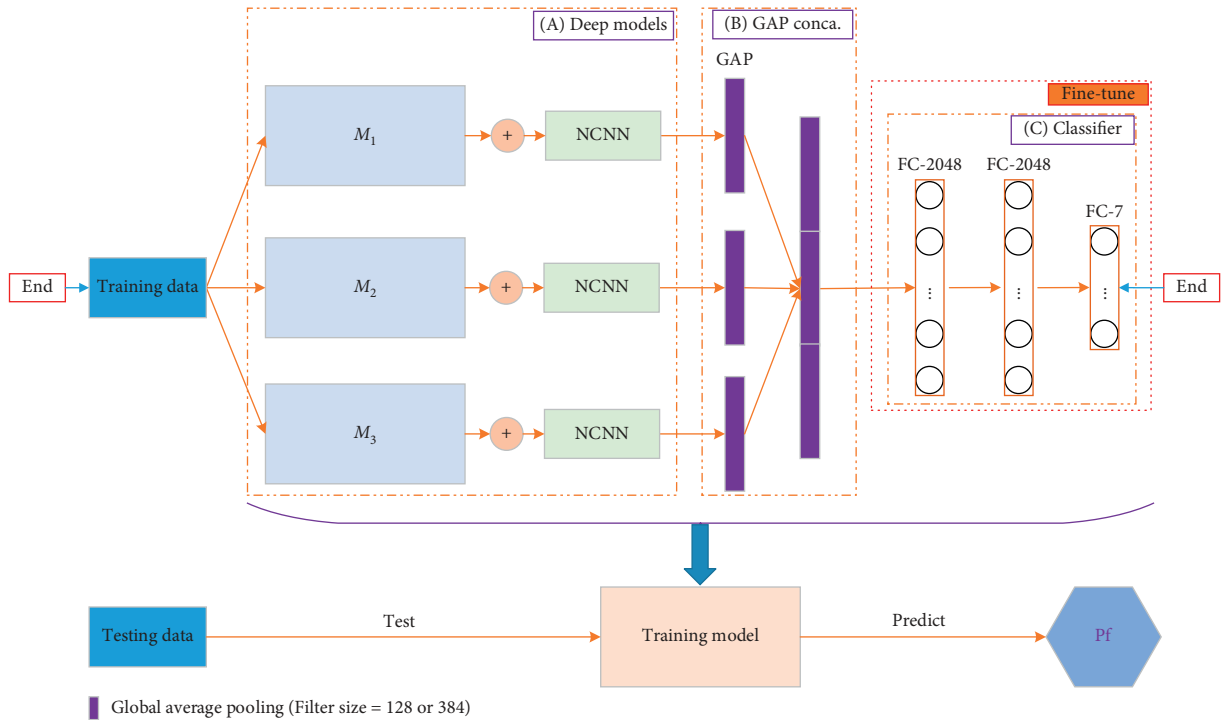 (A) Deep models
(B) GAP conca.
GAP
Fine-tune
(C) Classifier
M1
+
NCNN
FC-2048
FC-2048
FC-7
End
Training data
M2
+
NCNN
...
...
...
End
M3
+
NCNN
Testing data
Test
Training model
Predict
Pf
Global average pooling (Filter size = 128 or 384)